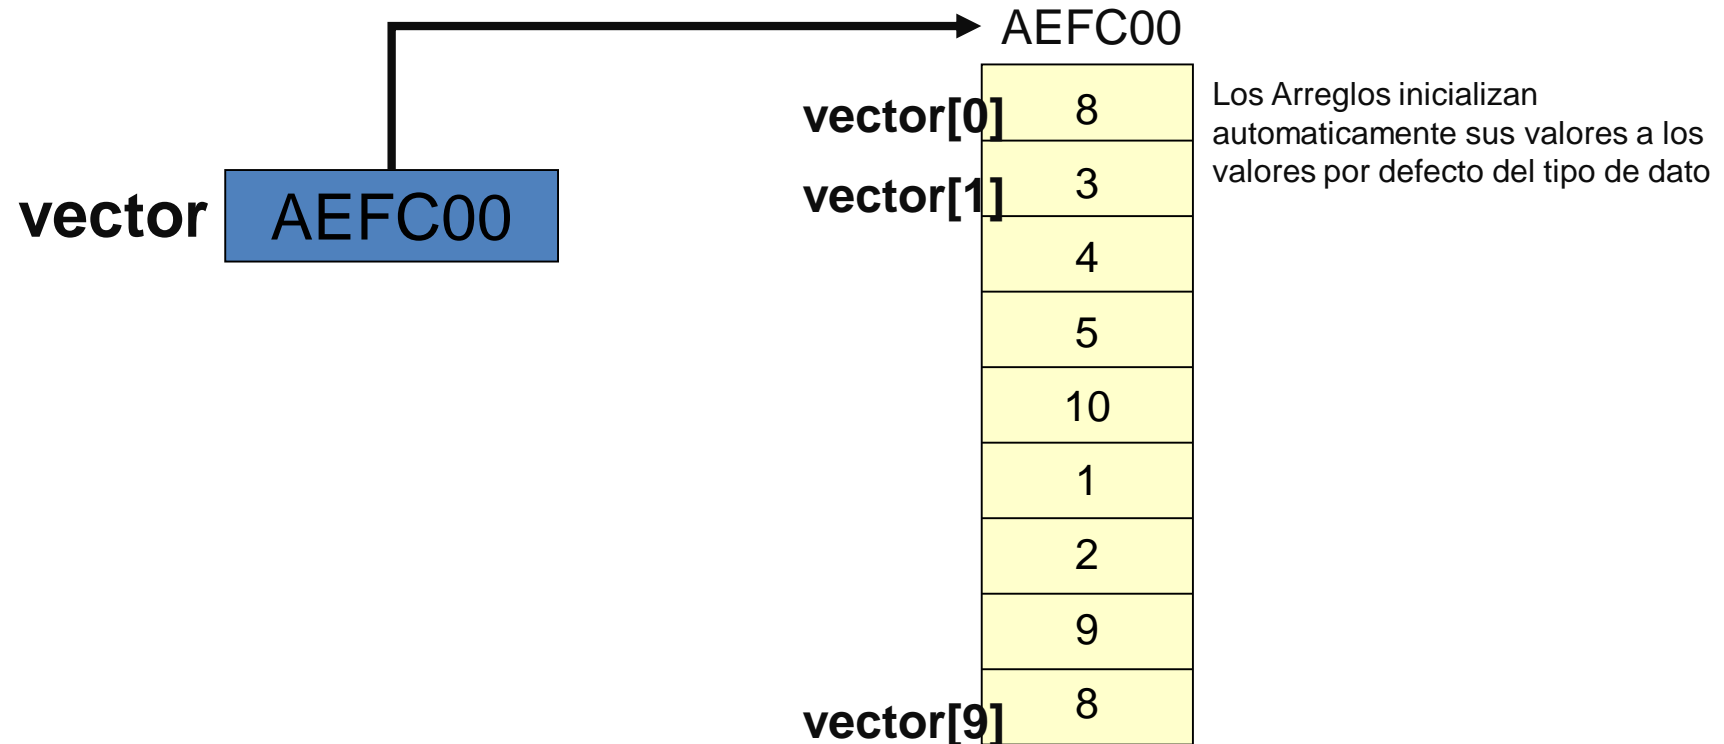 AEFC00
vector[0] 8
Los Arreglos inicializan
automaticamente sus valores a los
valores por defecto del tipo de dato
vector[1] 3
vector AEFC00
4
5
10
1
2
9
vector[9] 8